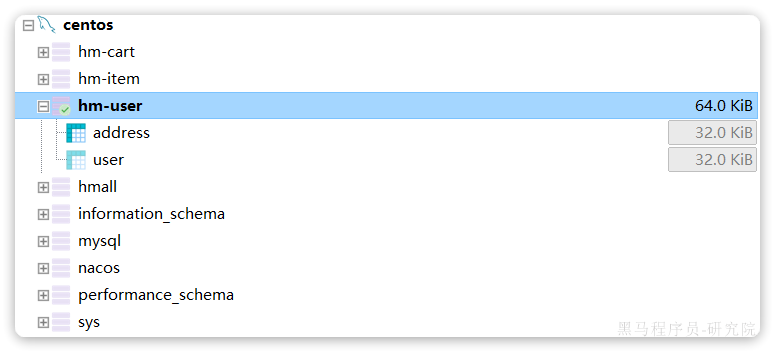 centos
hm-cart
hm-item
hm-user 64.0 KiB
address 32.0 KiB
user 32.0 KiB
hmall
information_schema
mysql
nacos
performance_schema
sys
黑马程序员-研究院